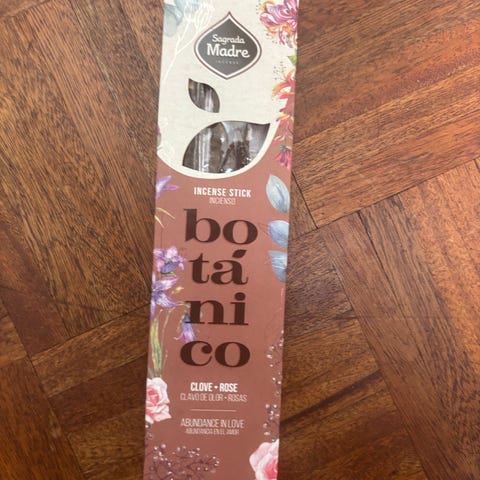 Sagrada
Madre
INCENSE
INCENSE STICK
INCIENSO
bo
tá
ni
co
CLOVE • ROSE
CLAVO DE OLOR • ROSAS
ABUNDANCE IN LOVE
ABUNDANCIA EN EL AMOR